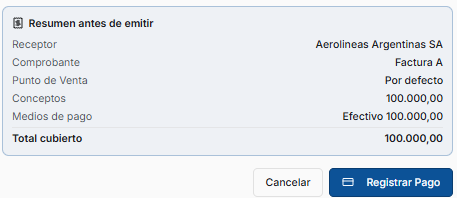 Resumen antes de emitir
Receptor Aerolineas Argentinas SA
Comprobante Factura A
Punto de Venta Por defecto
Conceptos 100.000,00
Medios de pago Efectivo 100.000,00
Total cubierto 100.000,00
Cancelar Registrar Pago